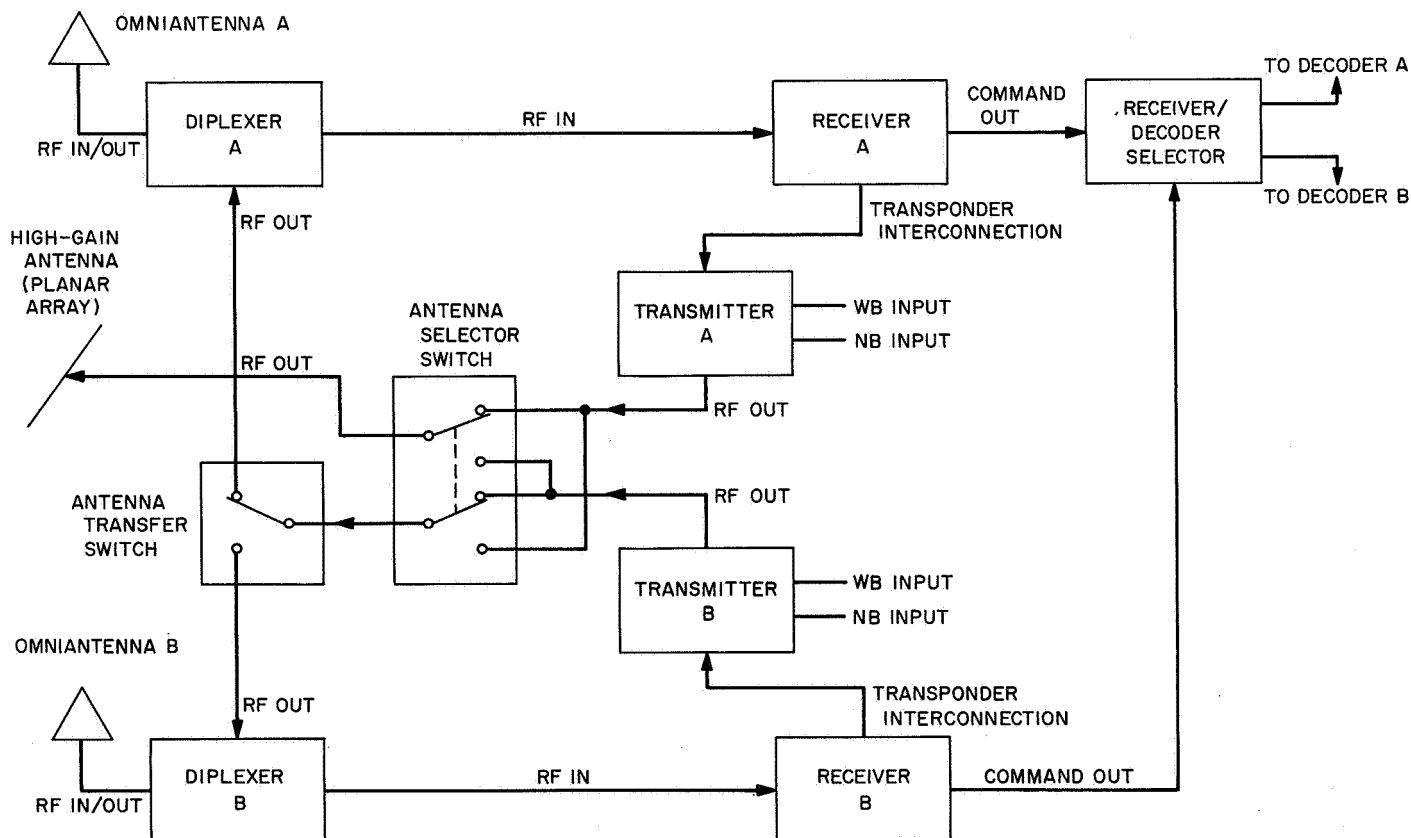 OMNIANTENNA A
TO DECODER A
DIPLEXER
A
RF IN
RECEIVER
A
COMMAND
OUT
RECEIVER/
DECODER
SELECTOR
RF IN/OUT
TO DECODER B
RF OUT
TRANSPONDER
INTERCONNECTION
HIGH-GAIN
ANTENNA
(PLANAR
ARRAY)
ANTENNA
SELECTOR
SWITCH
TRANSMITTER
A
WB INPUT
NB INPUT
RF OUT
RF OUT
ANTENNA
TRANSFER
SWITCH
RF OUT
TRANSMITTER
B
WB INPUT
NB INPUT
OMNIANTENNA B
RF OUT
TRANSPONDER
INTERCONNECTION
DIPLEXER
B
RF IN
RECEIVER
B
COMMAND OUT
RF IN/OUT